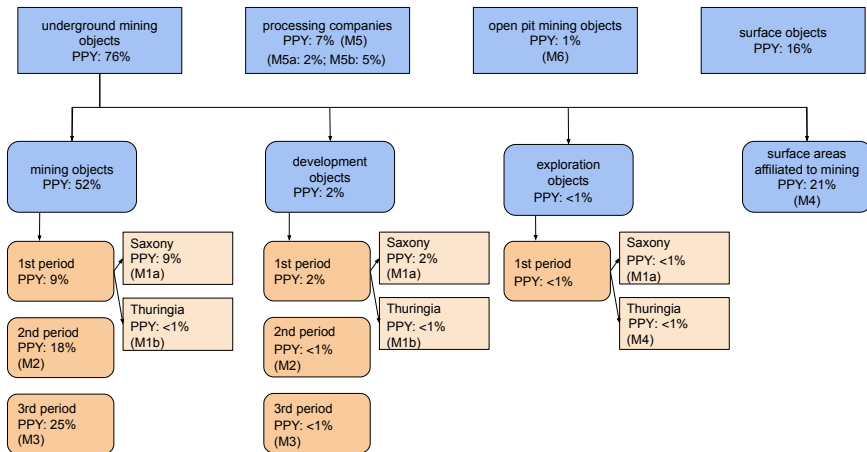 underground mining
objects
PPY: 76%
processing companies
PPY: 7% (M5)
(M5a: 2%; M5b: 5%)
open pit mining objects
PPY: 1%
(M6)
surface objects
PPY: 16%
mining objects
PPY: 52%
development
objects
PPY: 2%
exploration
objects
PPY: <1%
surface areas
affiliated to mining
PPY: 21%
(M4)
1st period
PPY: 9%
Saxony
PPY: 9%
(M1a)
Thuringia
PPY: <1%
(M1b)
2nd period
PPY: 18%
(M2)
3rd period
PPY: 25%
(M3)
1st period
PPY: 2%
Saxony
PPY: 2%
(M1a)
Thuringia
PPY: <1%
(M1b)
2nd period
PPY: <1%
(M2)
3rd period
PPY: <1%
(M3)
1st period
PPY: <1%
Saxony
PPY: <1%
(M1a)
Thuringia
PPY: <1%
(M4)